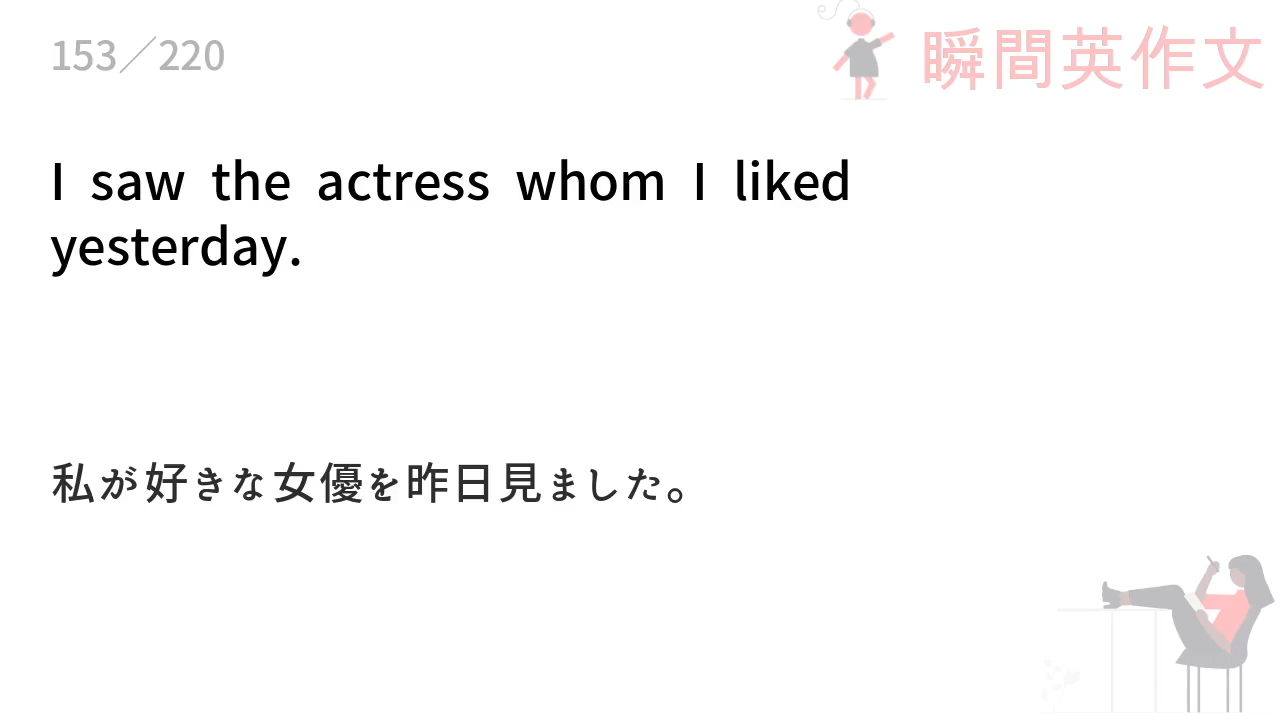 153／220
瞬間英作文
I saw the actress whom I liked
yesterday.
私が好きな女優を昨日見ました。